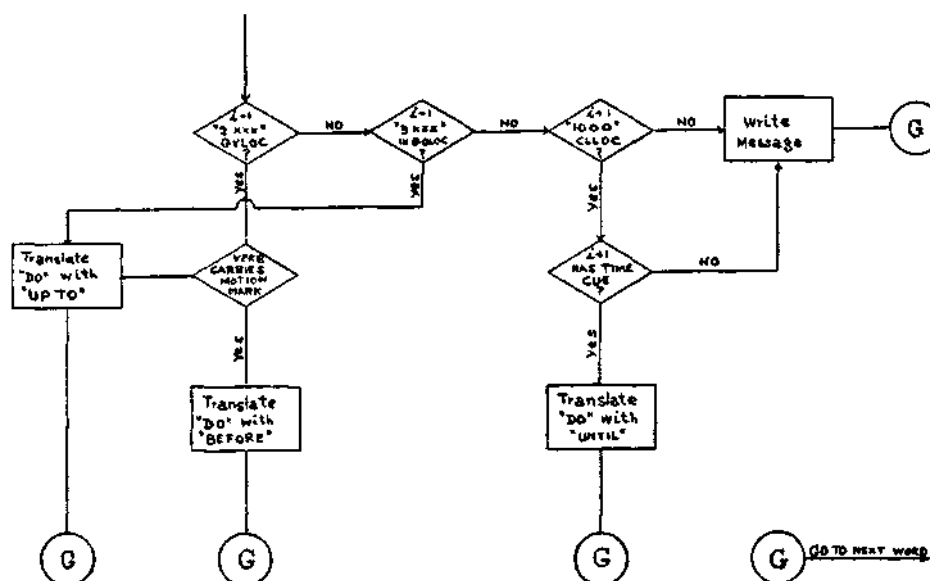 i+1
"2 xxx"
OYLOC
?
NO
i+1
"3 xxx"
?
NO
i+1
"1000"
CLLOC
?
NO
Write
Message
G
Yes
Yes
Yes
Translate
"DO" with
"UP TO"
VERB
CARRIES
MOTION
MARK
i+1
HAS TIME
CUE
?
NO
Yes
Yes
Translate
"DO" with
"BEFORE"
Translate
"DO" with
"UNTIL"
G
G
G
G
GO TO NEXT WORD